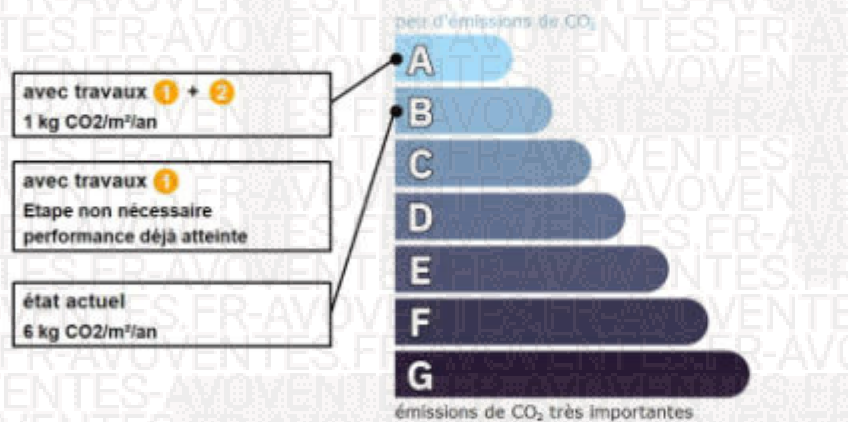 peu d'émissions de CO₂
A
avec travaux 1 + 2
1 kg CO2/m²/an
B
avec travaux 1
Etape non nécessaire
performance déjà atteinte
C
D
E
état actuel
6 kg CO2/m²/an
F
G
émissions de CO₂ très importantes